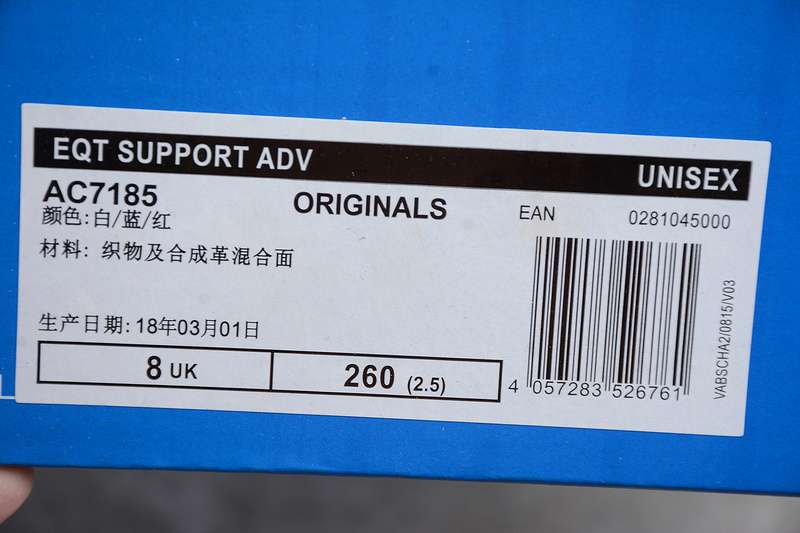 EQT SUPPORT ADV
UNISEX
AC7185
ORIGINALS
EAN
0281045000
颜色:白/蓝/红
材料: 织物及合成革混合面
生产日期: 18年03月01日
8 UK
260 (2.5)
4 057283 526761
VABSCHA2/0815/V03